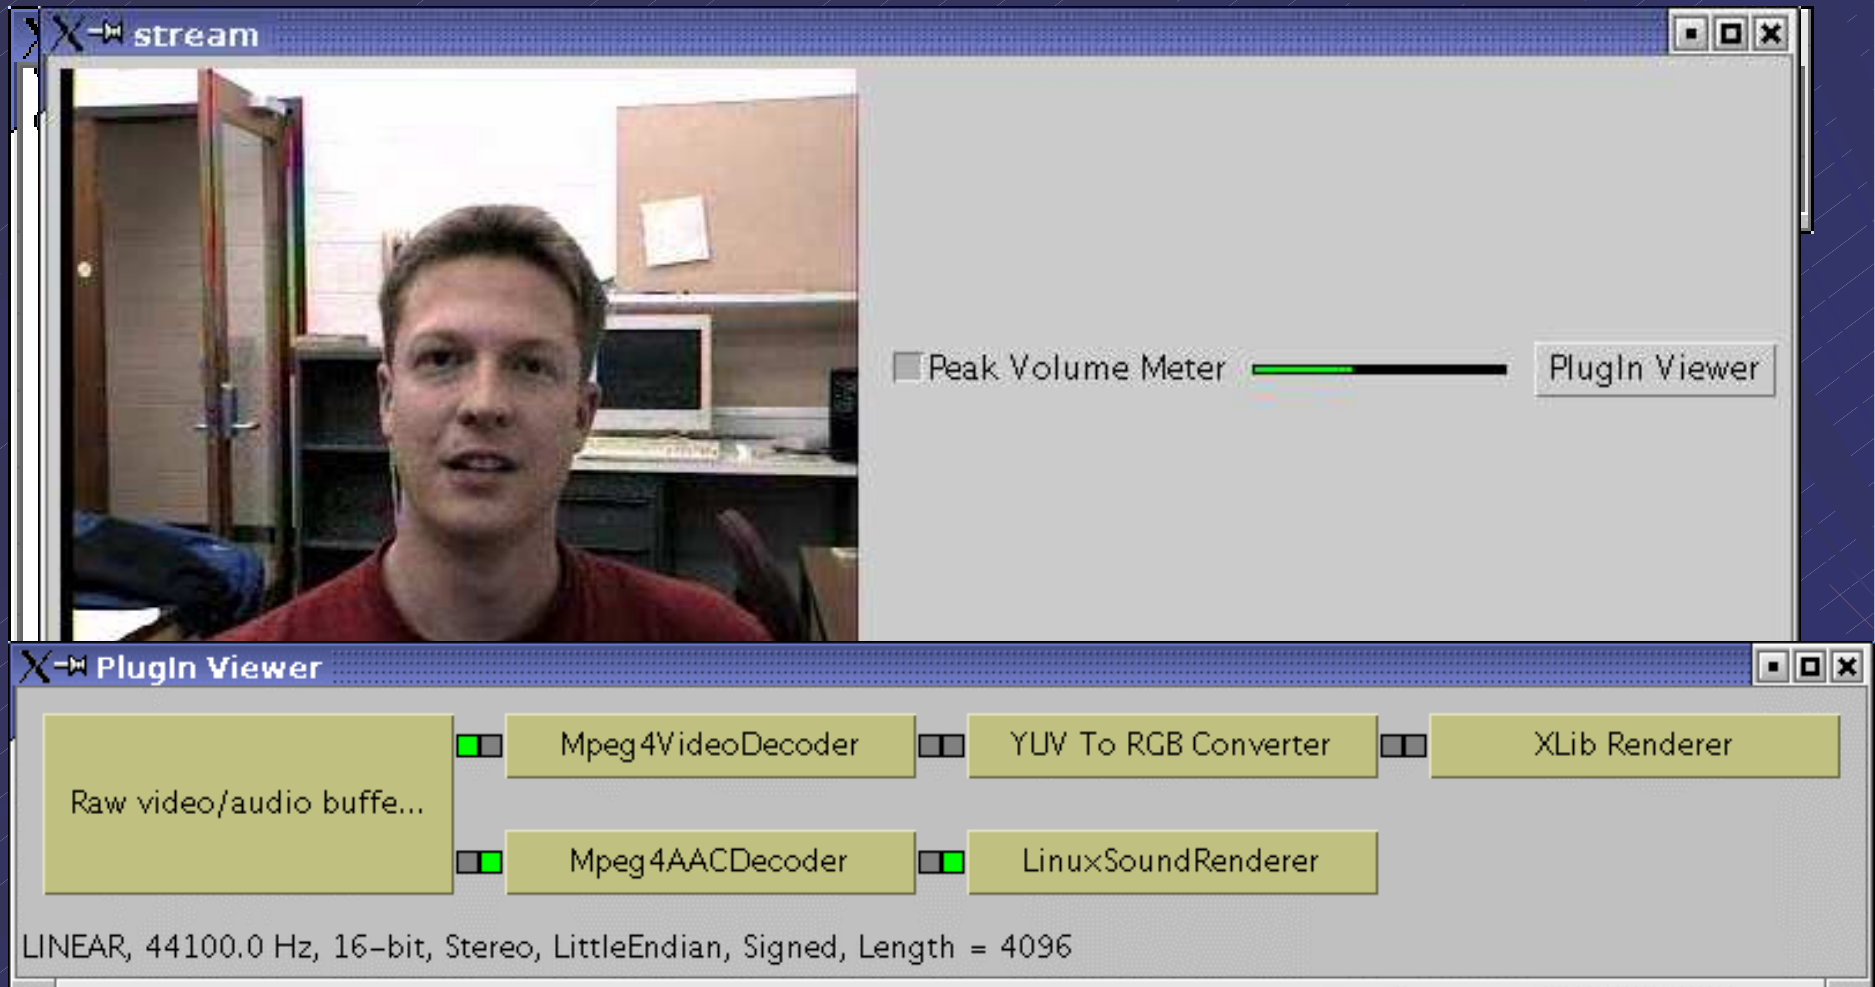 stream
Peak Volume Meter
PlugIn Viewer
PlugIn Viewer
Raw video/audio buffe...
Mpeg4VideoDecoder
YUV To RGB Converter
XLib Renderer
Mpeg4AACDecoder
LinuxSoundRenderer
LINEAR, 44100.0 Hz, 16-bit, Stereo, LittleEndian, Signed, Length = 4096